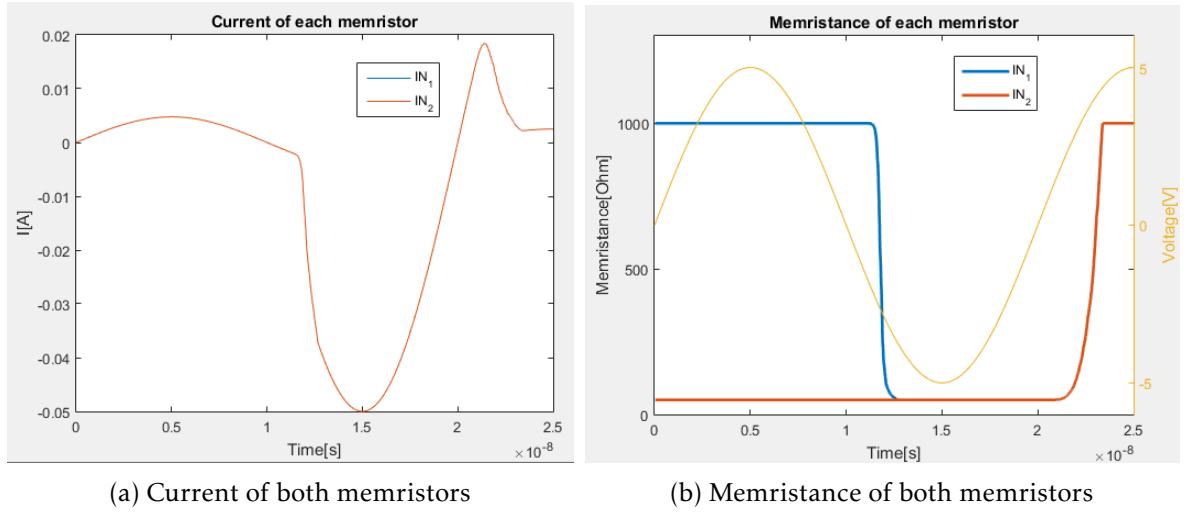 Current of each memristor
0.02
0.01
0
-0.01
-0.02
-0.03
-0.04
-0.05
I[A]
IN1
IN2
0 0.5 1 1.5 2 2.5
Time[s]
× 10-8
(a) Current of both memristors
Memristance of each memristor
1000
500
0
Memristance[Ohm]
IN1
IN2
5
0
-5
Voltage[V]
0 0.5 1 1.5 2 2.5
Time[s]
× 10-8
(b) Memristance of both memristors